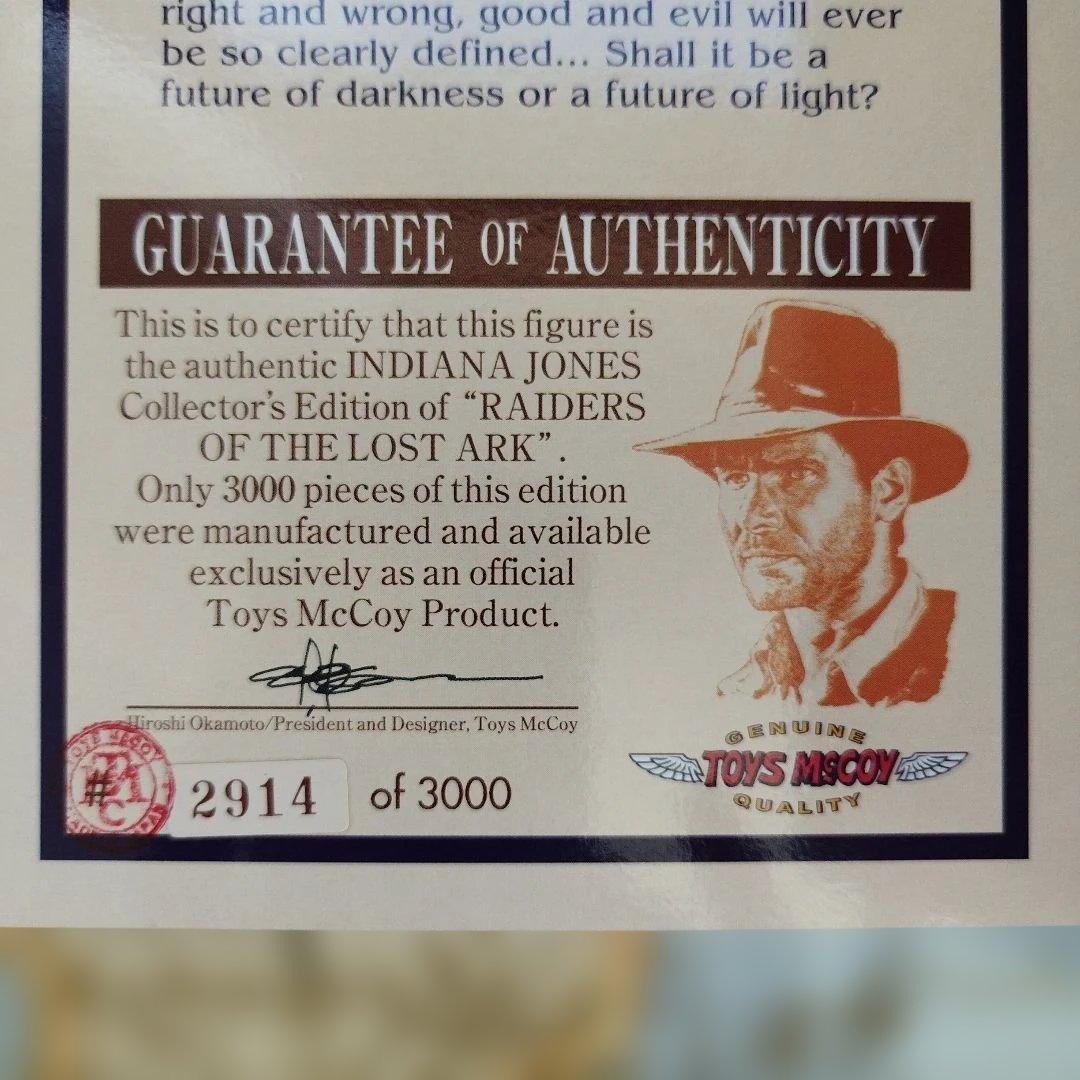 right and wrong, good and evil will ever
be so clearly defined... Shall it be a
future of darkness or a future of light?
GUARANTEE OF AUTHENTICITY
This is to certify that this figure is
the authentic INDIANA JONES
Collector's Edition of “RAIDERS
OF THE LOST ARK”.
Only 3000 pieces of this edition
were manufactured and available
exclusively as an official
Toys McCoy Product.
Hiroshi Okamoto/President and Designer, Toys McCoy
# 2914 of 3000
GENUINE
TOYS McCOY
QUALITY